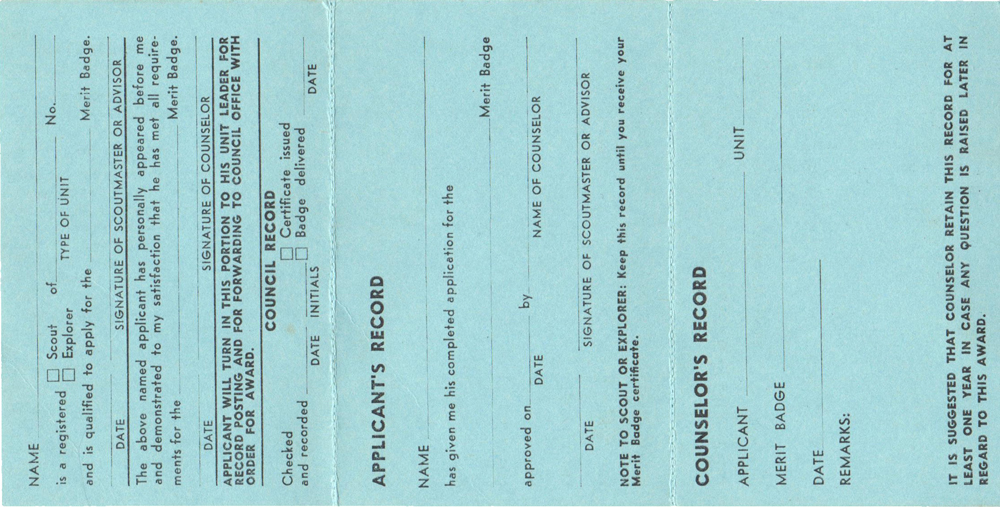 NAME
is a registered □ Scout of No.
□ Explorer TYPE OF UNIT
and is qualified to apply for the Merit Badge.
DATE SIGNATURE OF SCOUTMASTER OR ADVISOR
The above named applicant has personally appeared before me
and demonstrated to my satisfaction that he has met all require-
ments for the Merit Badge.
DATE SIGNATURE OF COUNSELOR
APPLICANT WILL TURN IN THIS PORTION TO HIS UNIT LEADER FOR
RECORD POSTING AND FOR FORWARDING TO COUNCIL OFFICE WITH
ORDER FOR AWARD.
COUNCIL RECORD
Checked □ Certificate issued
and recorded □ Badge delivered
DATE INITIALS DATE
APPLICANT'S RECORD
NAME
has given me his completed application for the
Merit Badge
approved on by
DATE NAME OF COUNSELOR
DATE SIGNATURE OF SCOUTMASTER OR ADVISOR
NOTE TO SCOUT OR EXPLORER: Keep this record until you receive your
Merit Badge certificate.
COUNSELOR'S RECORD
APPLICANT UNIT
MERIT BADGE
DATE
REMARKS:
IT IS SUGGESTED THAT COUNSELOR RETAIN THIS RECORD FOR AT
LEAST ONE YEAR IN CASE ANY QUESTION IS RAISED LATER IN
REGARD TO THIS AWARD.